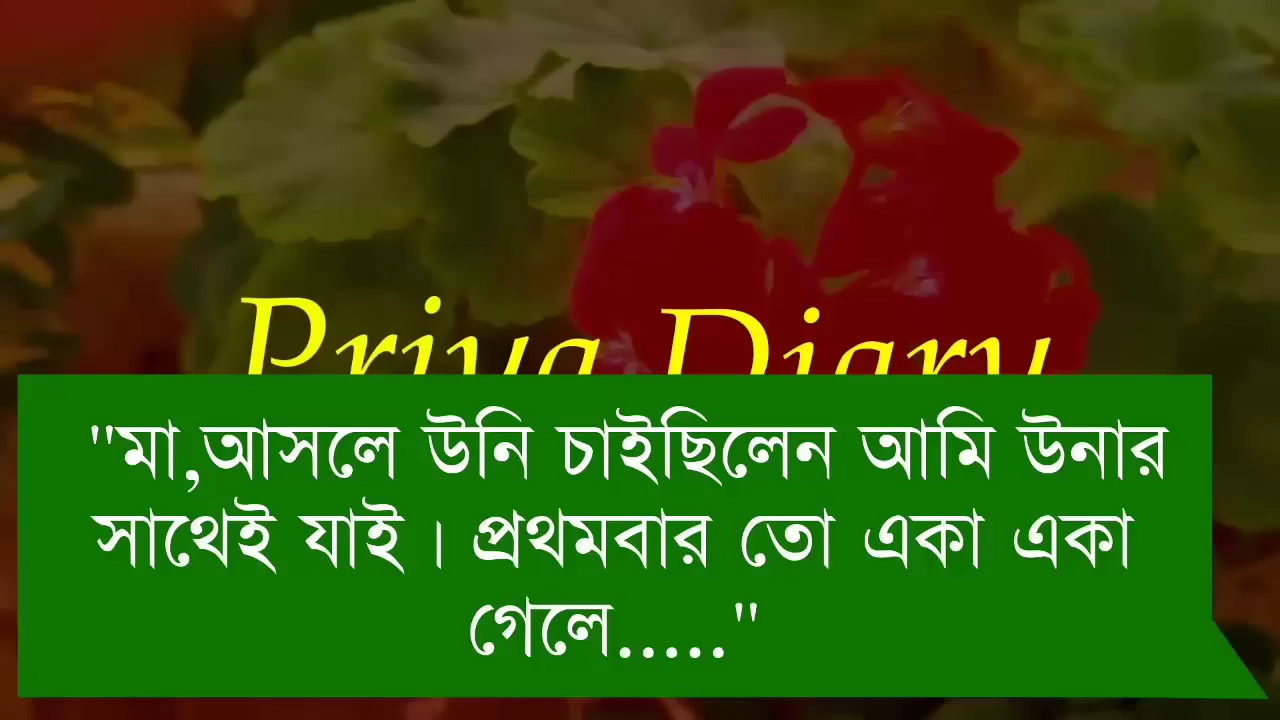 Priya Diary
"মা,আসলে উনি চাইছিলেন আমি উনার
সাথেই যাই। প্রথমবার তো একা একা
গেলে....."